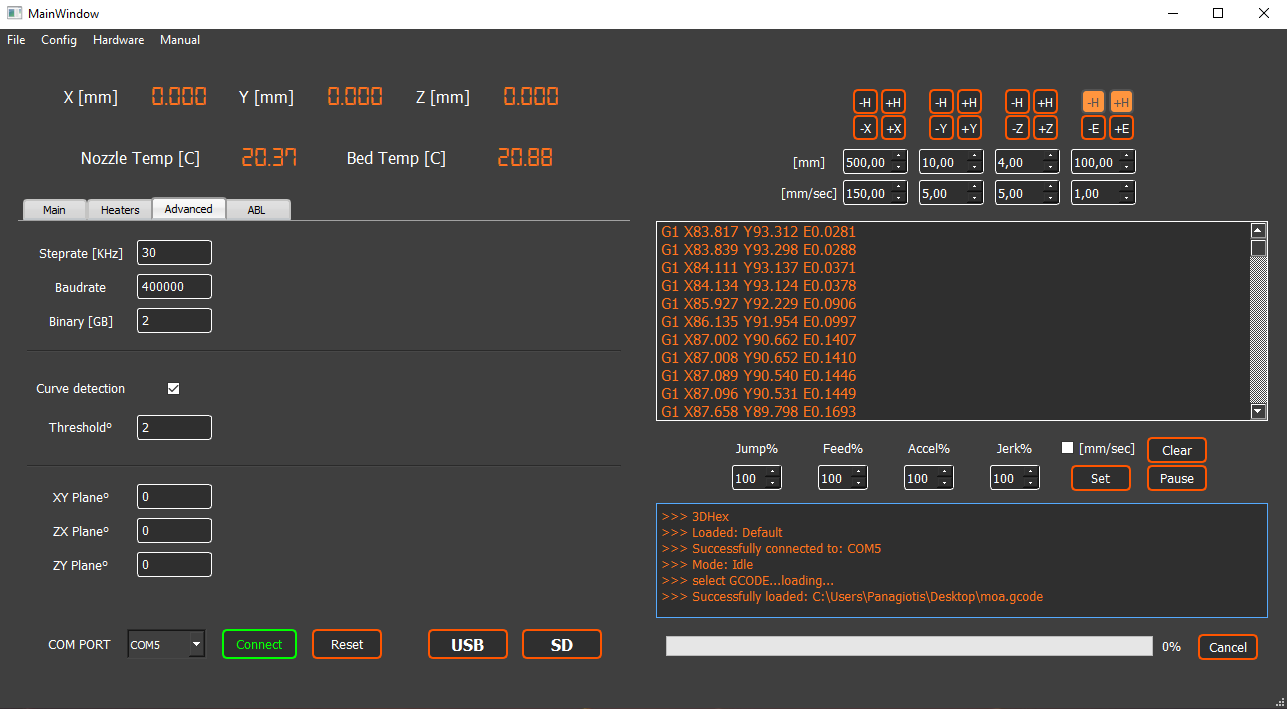 MainWindow
File Config Hardware Manual
X [mm] 0.000 Y [mm] 0.000 Z [mm] 0.000
Nozzle Temp [C] 20.37 Bed Temp [C] 20.88
-H +H -H +H -H +H -H +H
-X +X -Y +Y -Z +Z -E +E
[mm] 500,00 10,00 4,00 100,00
[mm/sec] 150,00 5,00 5,00 1,00
Main Heaters Advanced ABL
Steprate [KHz] 30
Baudrate 400000
Binary [GB] 2
Curve detection
Threshold° 2
XY Plane° 0
ZX Plane° 0
ZY Plane° 0
COM PORT COM5 Connect Reset USB SD
G1 X83.817 Y93.312 E0.0281
G1 X83.839 Y93.298 E0.0288
G1 X84.111 Y93.137 E0.0371
G1 X84.134 Y93.124 E0.0378
G1 X85.927 Y92.229 E0.0906
G1 X86.135 Y91.954 E0.0997
G1 X87.002 Y90.662 E0.1407
G1 X87.008 Y90.652 E0.1410
G1 X87.089 Y90.540 E0.1446
G1 X87.096 Y90.531 E0.1449
G1 X87.658 Y89.798 E0.1693
Jump% Feed% Accel% Jerk% [mm/sec] Clear
100 100 100 100 Set Pause
>>> 3DHex
>>> Loaded: Default
>>> Successfully connected to: COM5
>>> Mode: Idle
>>> select GCODE...loading...
>>> Successfully loaded: C:\Users\Panagiotis\Desktop\moa.gcode
0% Cancel